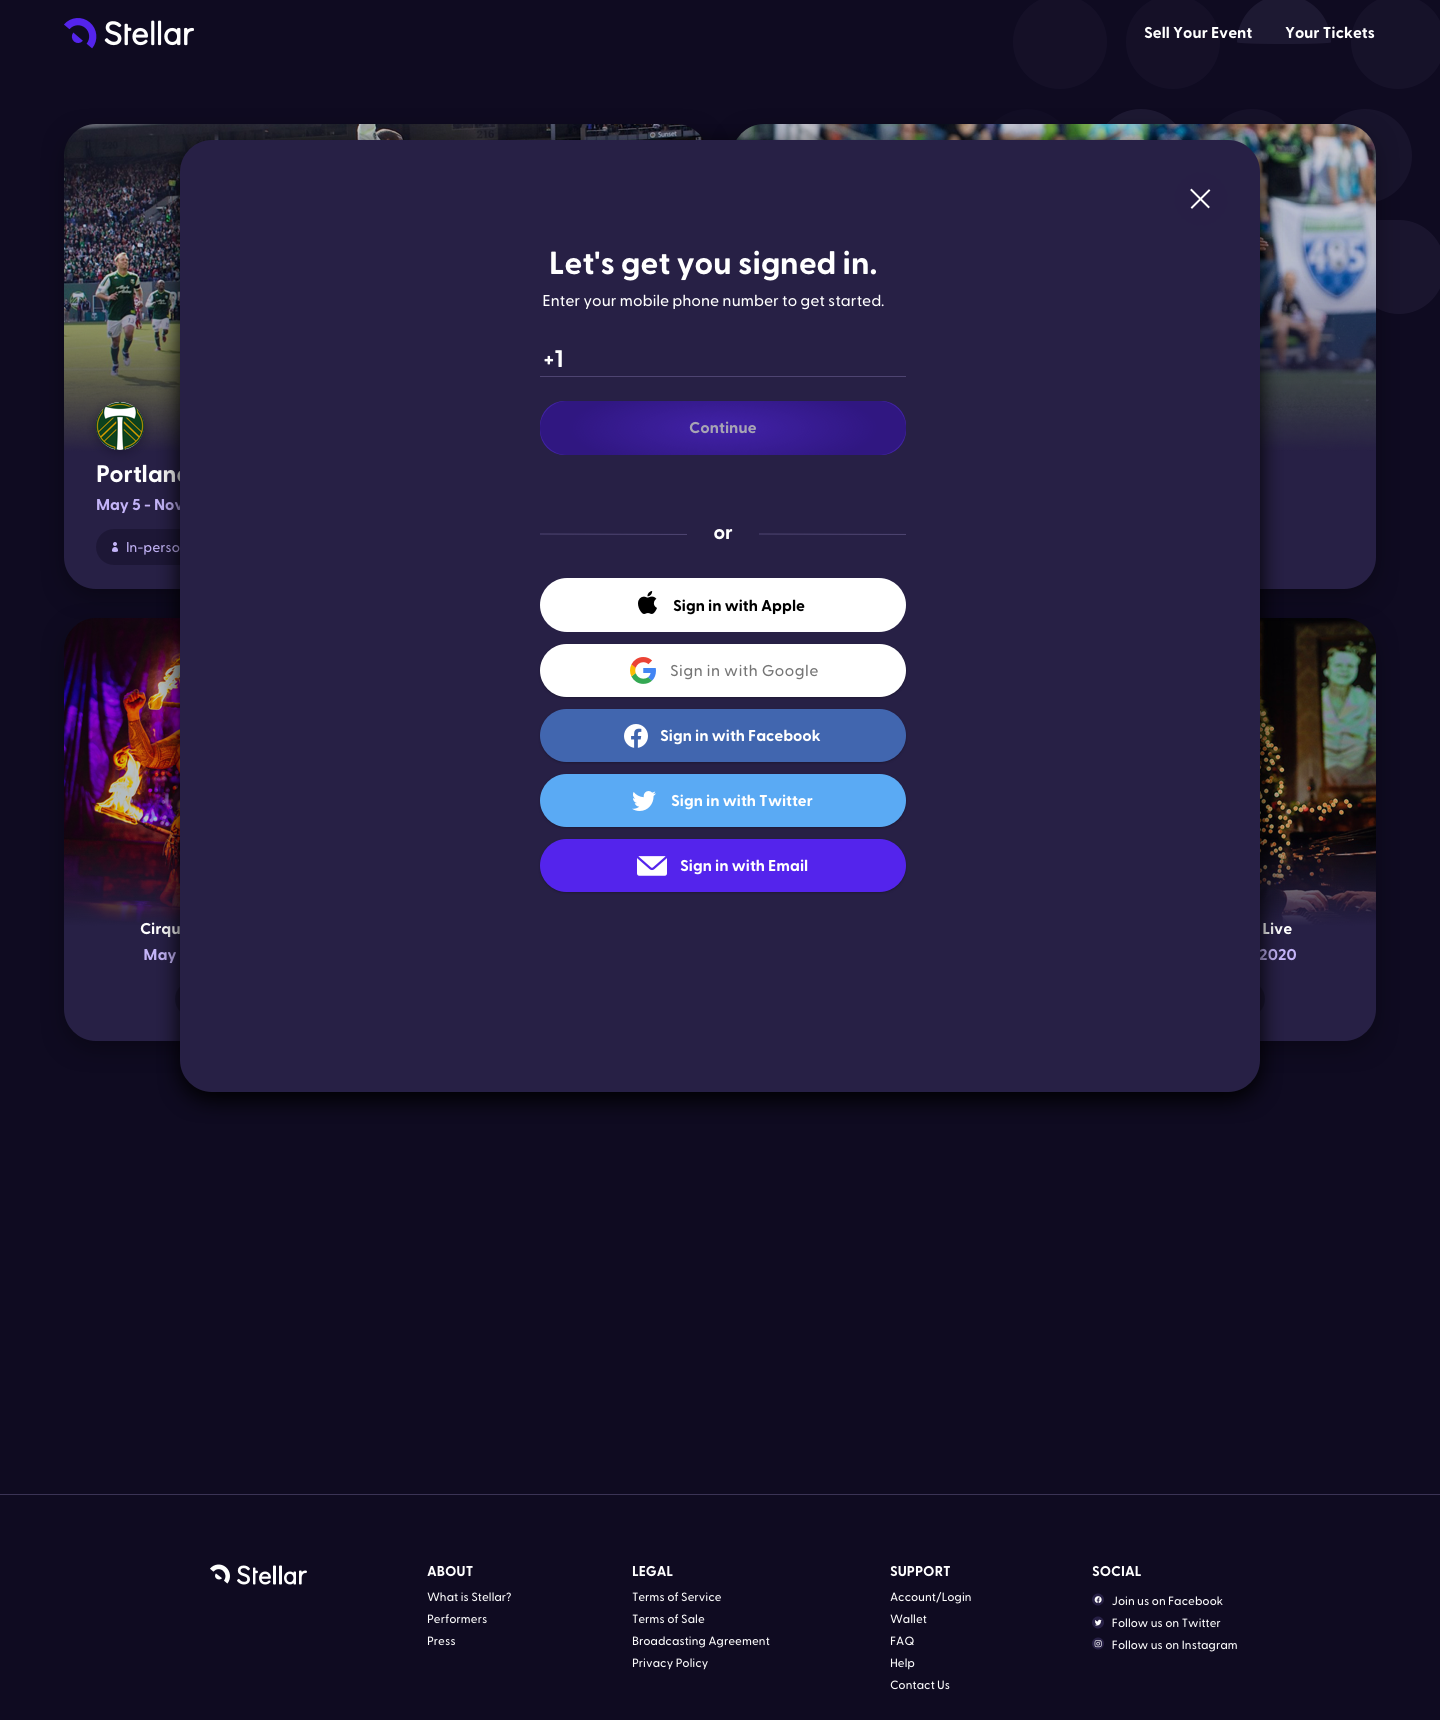 Stellar
Sell Your Event
Your Tickets
Sunset
Let's get you signed in.
Enter your mobile phone number to get started.
+1
Continue
or
Sign in with Apple
Sign in with Google
Sign in with Facebook
Sign in with Twitter
Sign in with Email
485
Portlan
May 5 - Nov
In-perso
Cirqu
May
Live
2020
Stellar
ABOUT
What is Stellar?
Performers
Press
LEGAL
Terms of Service
Terms of Sale
Broadcasting Agreement
Privacy Policy
SUPPORT
Account/Login
Wallet
FAQ
Help
Contact Us
SOCIAL
Join us on Facebook
Follow us on Twitter
Follow us on Instagram